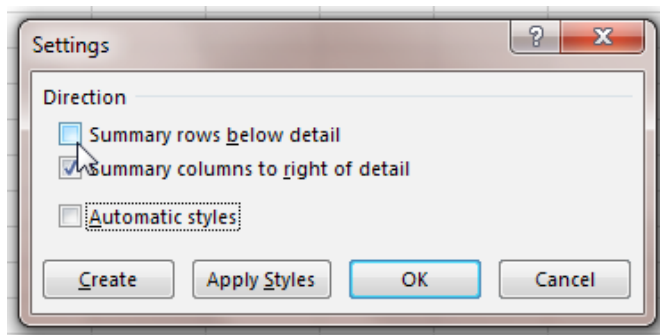 Settings
?
Direction
Summary rows below detail
Summary columns to right of detail
Automatic styles
Create Apply Styles OK Cancel